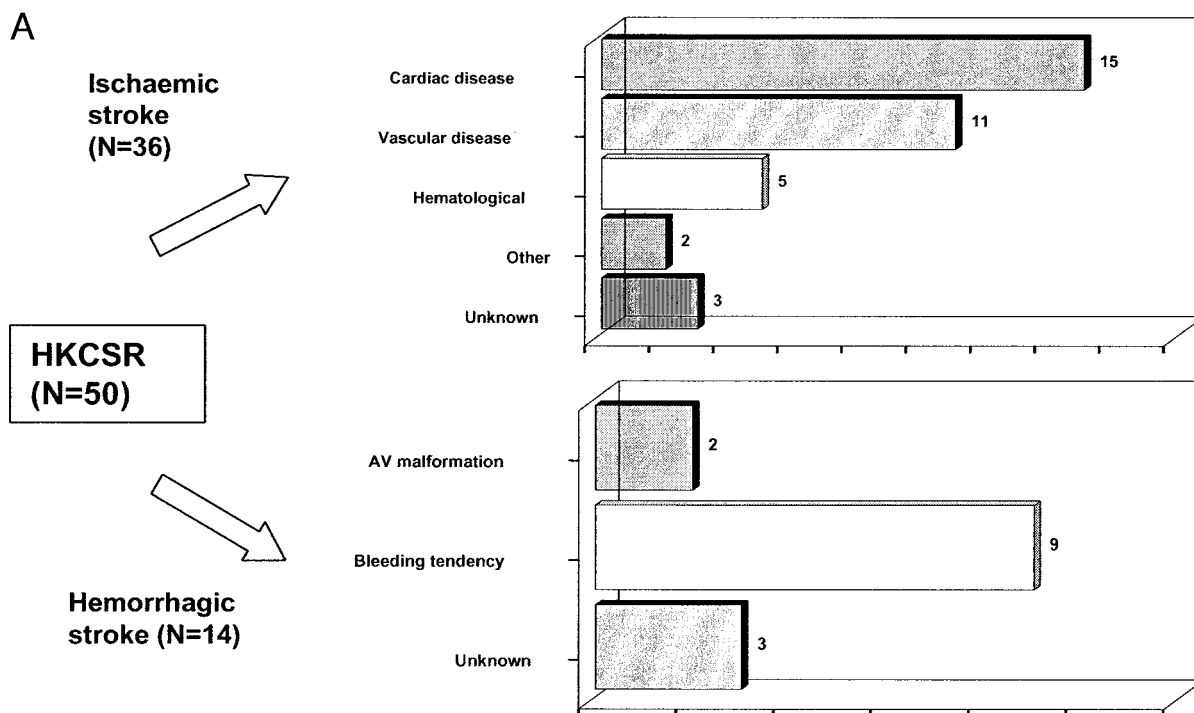 A
Ischaemic
stroke
(N=36)
Cardiac disease
15
Vascular disease
11
Hematological
5
Other
2
Unknown
3
HKCSR
(N=50)
AV malformation
2
Bleeding tendency
9
Unknown
3
Hemorrhagic
stroke (N=14)